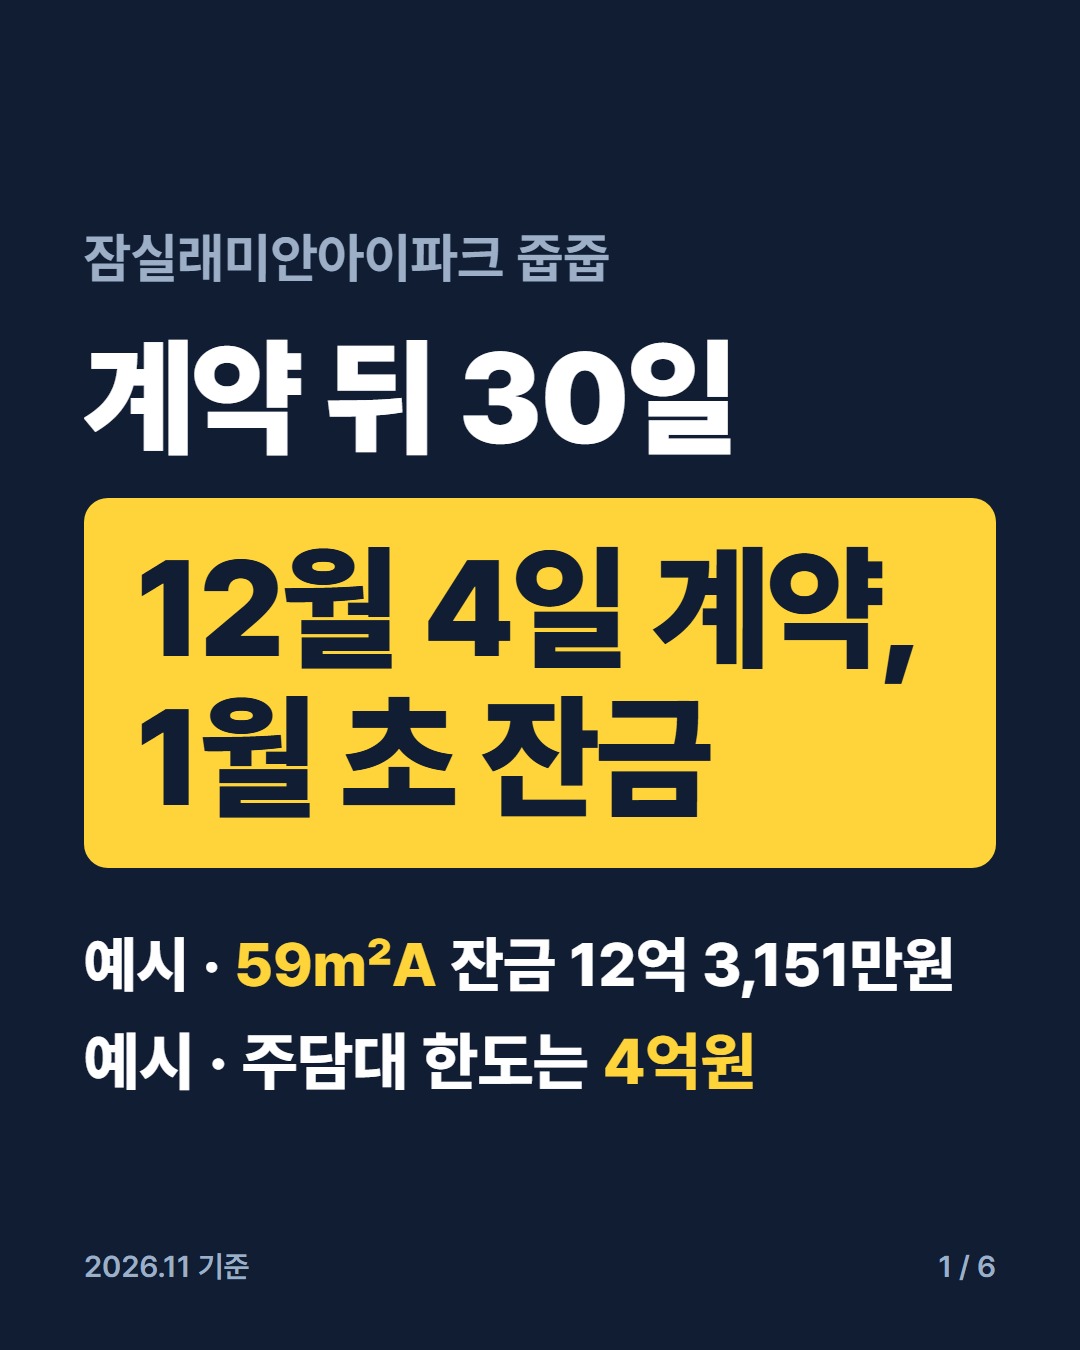 잠실래미안아이파크 줍줍
계약 뒤 30일
12월 4일 계약,
1월 초 잔금
예시 · 59m²A 잔금 12억 3,151만원
예시 · 주담대 한도는 4억원
2026.11 기준
1 / 6